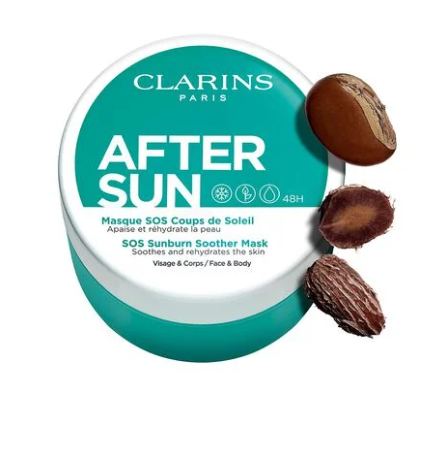 CLARINS
PARIS
AFTER
SUN
48H
Masque SOS Coups de Soleil
Apaise et réhydrate la peau
SOS Sunburn Soother Mask
Soothes and rehydrates the skin
Visage & Corps / Face & Body